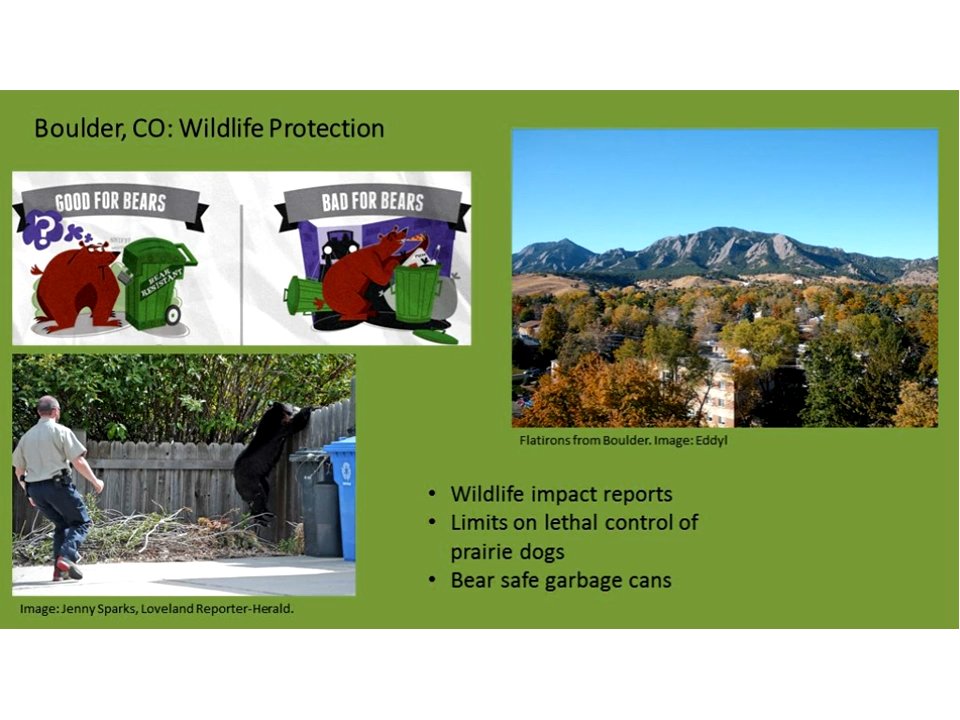 Boulder, CO: Wildlife Protection
GOOD FOR BEARS
BAD FOR BEARS
?
BEAR
RESISTANT
Flatirons from Boulder. Image: Eddyl
• Wildlife impact reports
• Limits on lethal control of
prairie dogs
• Bear safe garbage cans
Image: Jenny Sparks, Loveland Reporter-Herald.